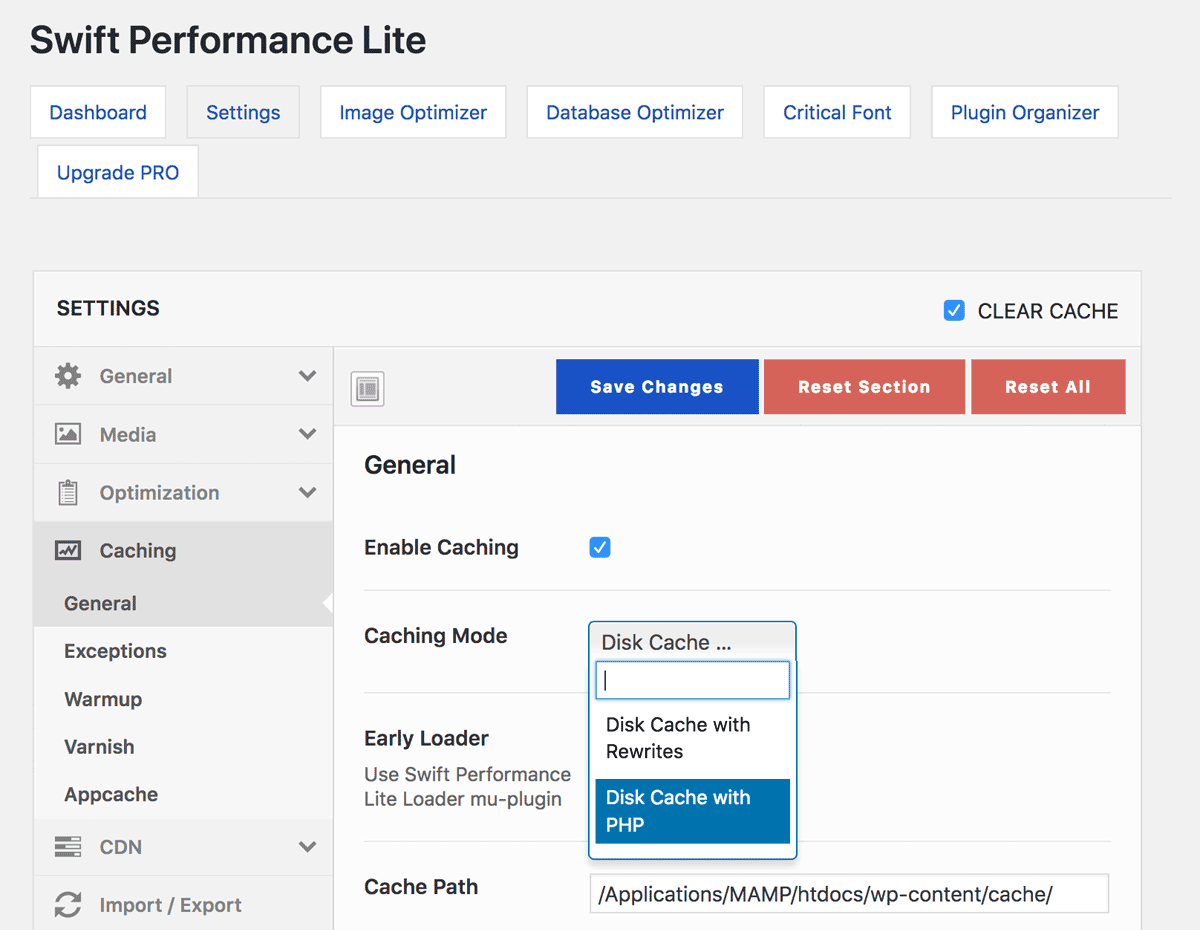 Swift Performance Lite
Dashboard
Settings
Image Optimizer
Database Optimizer
Critical Font
Plugin Organizer
Upgrade PRO
SETTINGS
CLEAR CACHE
General
Media
Optimization
Caching
General
Exceptions
Warmup
Varnish
Appcache
CDN
Import / Export
Save Changes
Reset Section
Reset All
General
Enable Caching
Caching Mode
Disk Cache ...
Disk Cache with
Rewrites
Disk Cache with
PHP
Early Loader
Use Swift Performance
Lite Loader mu-plugin
Cache Path
/Applications/MAMP/htdocs/wp-content/cache/